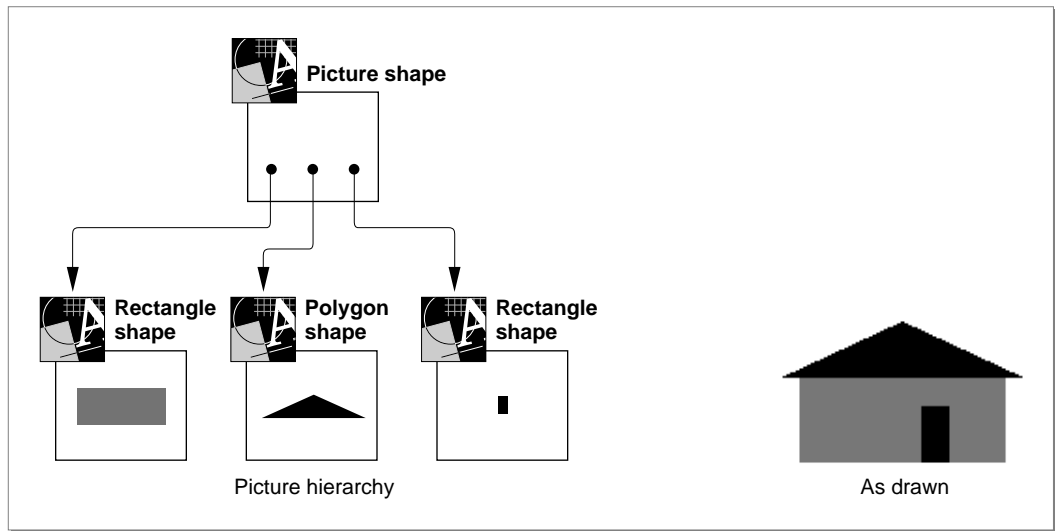 Picture shape
Rectangle
shape
Polygon
shape
Rectangle
shape
Picture hierarchy
As drawn